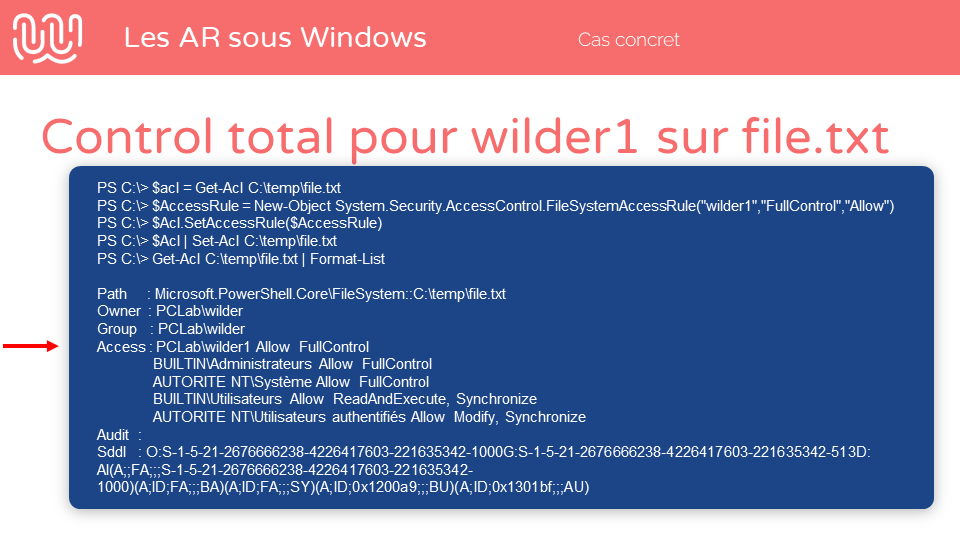 Les AR sous Windows
Cas concret
Control total pour wilder1 sur file.txt
PS C:\> $acl = Get-Acl C:\temp\file.txt
PS C:\> $AccessRule = New-Object System.Security.AccessControl.FileSystemAccessRule("wilder1","FullControl","Allow")
PS C:\> $Acl.SetAccessRule($AccessRule)
PS C:\> $Acl | Set-Acl C:\temp\file.txt
PS C:\> Get-Acl C:\temp\file.txt | Format-List
Path : Microsoft.PowerShell.Core\FileSystem::C:\temp\file.txt
Owner : PCLab\wilder
Group : PCLab\wilder
Access : PCLab\wilder1 Allow FullControl
BUILTIN\Administrateurs Allow FullControl
AUTORITE NT\Système Allow FullControl
BUILTIN\Utilisateurs Allow ReadAndExecute, Synchronize
AUTORITE NT\Utilisateurs authentifiés Allow Modify, Synchronize
Audit :
Sddl : O:S-1-5-21-2676666238-4226417603-221635342-1000G:S-1-5-21-2676666238-4226417603-221635342-513D:
AI(A;;FA;;;S-1-5-21-2676666238-4226417603-221635342-
1000)(A;ID;FA;;;BA)(A;ID;FA;;;SY)(A;ID;0x1200a9;;;BU)(A;ID;0x1301bf;;;AU)